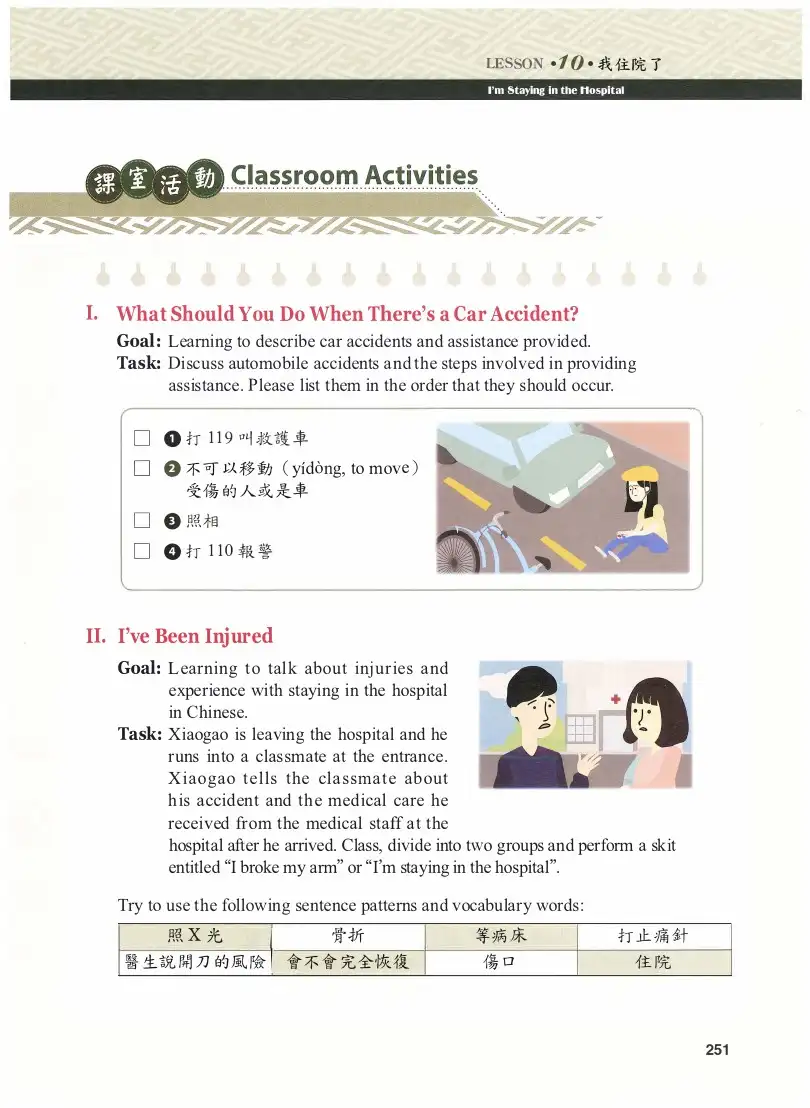 LESSON •10• 我住院了
I'm Staying in the Hospital
課室活動 Classroom Activities
I. What Should You Do When There's a Car Accident?
Goal: Learning to describe car accidents and assistance provided.
Task: Discuss automobile accidents and the steps involved in providing
assistance. Please list them in the order that they should occur.
❶ 打 119 叫救護車
❷ 不可以移動（yídòng, to move）
受傷的人或是車
❸ 照相
❹ 打 110 報警
II. I've Been Injured
Goal: Learning to talk about injuries and
experience with staying in the hospital
in Chinese.
Task: Xiaogao is leaving the hospital and he
runs into a classmate at the entrance.
Xiaogao tells the classmate about
his accident and the medical care he
received from the medical staff at the
hospital after he arrived. Class, divide into two groups and perform a skit
entitled “I broke my arm” or “I'm staying in the hospital”.
Try to use the following sentence patterns and vocabulary words:
照 X 光 骨折 等病床 打止痛針
醫生說開刀的風險 會不會完全恢復 傷口 住院
251